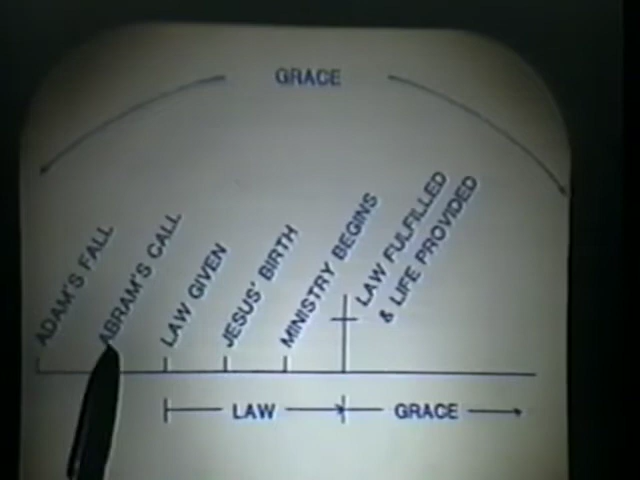 GRACE
ADAM'S FALL
ABRAM'S CALL
LAW GIVEN
JESUS' BIRTH
MINISTRY BEGINS
LAW FULFILLED
& LIFE PROVIDED
LAW
GRACE